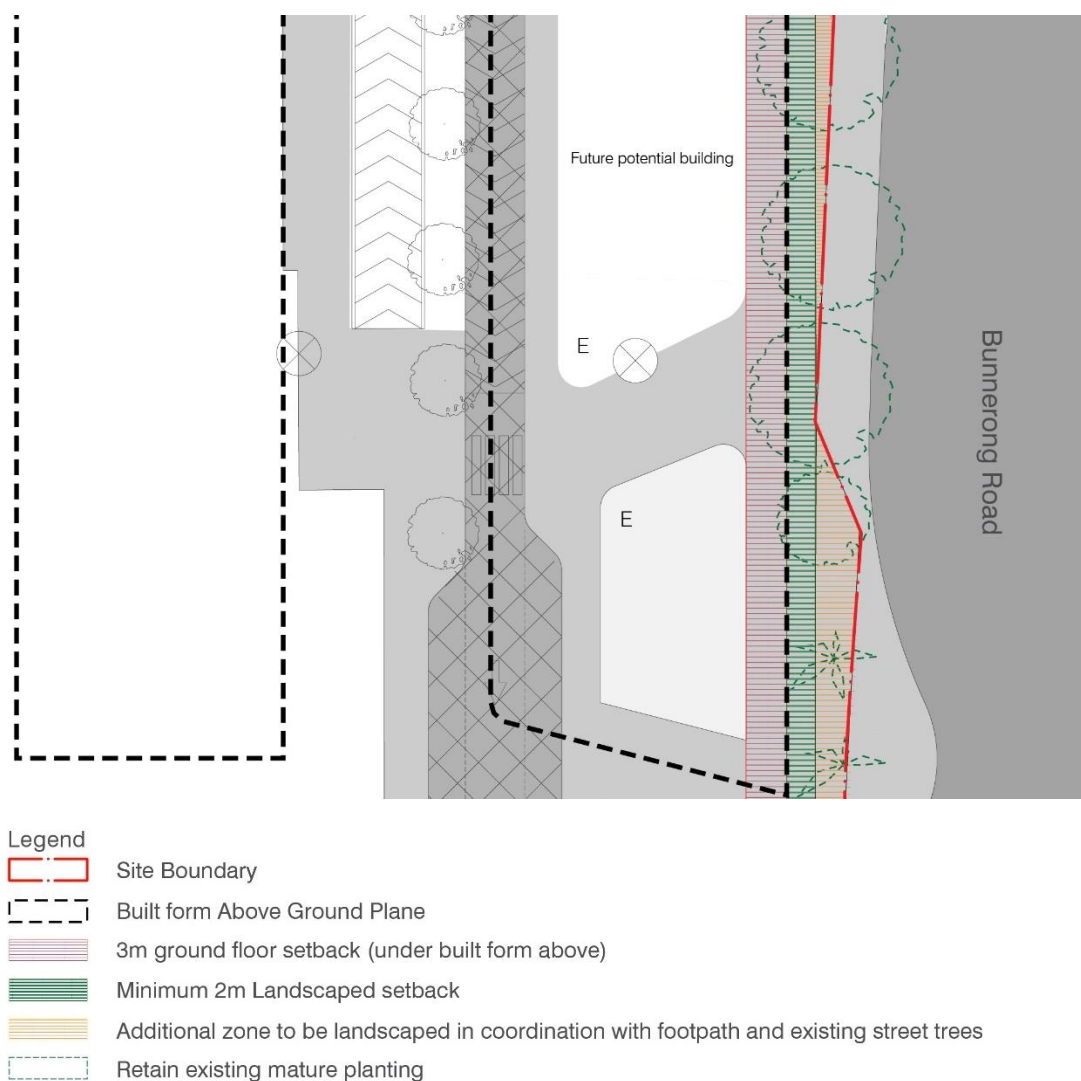 Future potential building
E
E
Bunnerong Road
Legend
Site Boundary
Built form Above Ground Plane
3m ground floor setback (under built form above)
Minimum 2m Landscaped setback
Additional zone to be landscaped in coordination with footpath and existing street trees
Retain existing mature planting